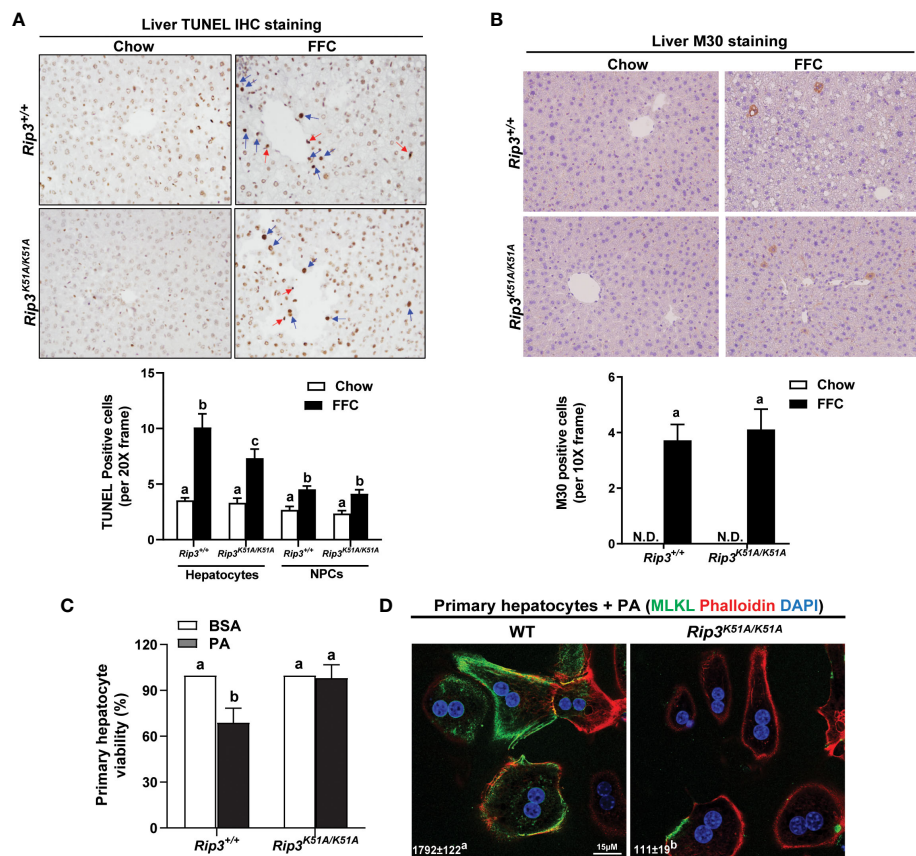 A
Liver TUNEL IHC staining
Chow FFC
Rip3+/+
Rip3K51A/K51A
TUNEL Positive cells
(per 20X frame)
15
10
5
0
Chow
FFC
a b a c a b a b
Rip3+/+ Rip3K51A/K51A Rip3+/+ Rip3K51A/K51A
Hepatocytes NPCs
B
Liver M30 staining
Chow FFC
Rip3+/+
Rip3K51A/K51A
M30 positive cells
(per 10X frame)
6
4
2
0
Chow
FFC
a a
N.D. N.D.
Rip3+/+ Rip3K51A/K51A
C
BSA
PA
Primary hepatocyte
viability (%)
120
90
60
30
0
a b a a
Rip3+/+ Rip3K51A/K51A
D
Primary hepatocytes + PA (MLKL Phalloidin DAPI)
WT Rip3K51A/K51A
1792±122a 15µM 111±19b